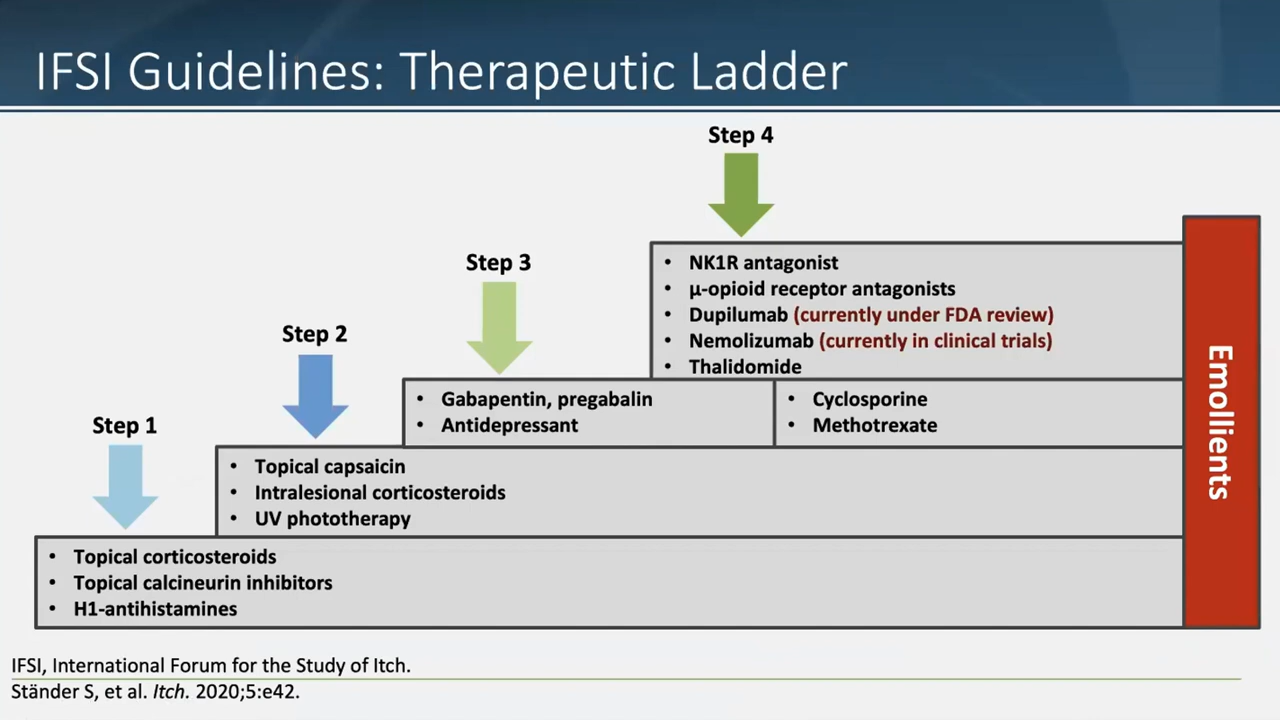 IFSI Guidelines: Therapeutic Ladder
Step 4
• NK1R antagonist
• µ-opioid receptor antagonists
• Dupilumab (currently under FDA review)
• Nemolizumab (currently in clinical trials)
• Thalidomide
Step 3
• Gabapentin, pregabalin
• Antidepressant
• Cyclosporine
• Methotrexate
Step 2
• Topical capsaicin
• Intralesional corticosteroids
• UV phototherapy
Step 1
• Topical corticosteroids
• Topical calcineurin inhibitors
• H1-antihistamines
Emollients
IFSI, International Forum for the Study of Itch.
Ständer S, et al. Itch. 2020;5:e42.